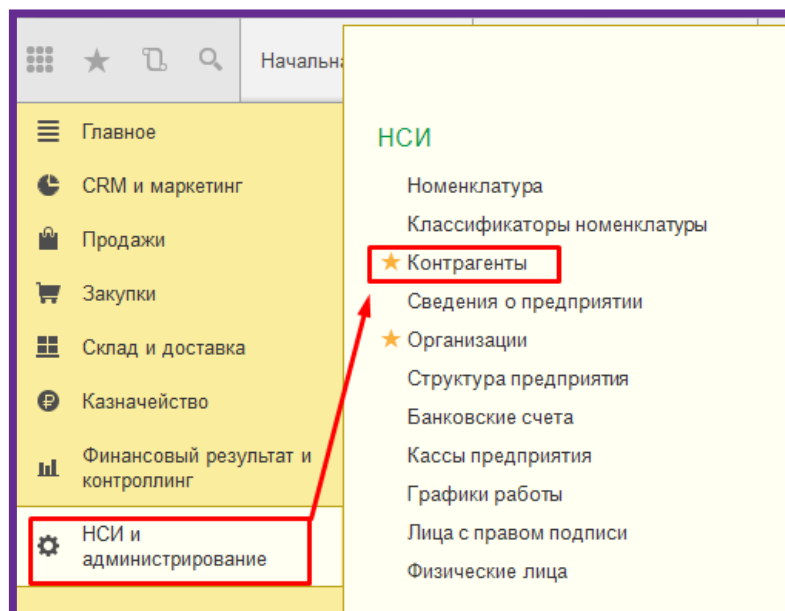 Начальна
Главное
CRM и маркетинг
Продажи
Закупки
Склад и доставка
Казначейство
Финансовый результат и
контроллинг
НСИ и
администрирование
НСИ
Номенклатура
Классификаторы номенклатуры
Контрагенты
Сведения о предприятии
Организации
Структура предприятия
Банковские счета
Кассы предприятия
Графики работы
Лица с правом подписи
Физические лица